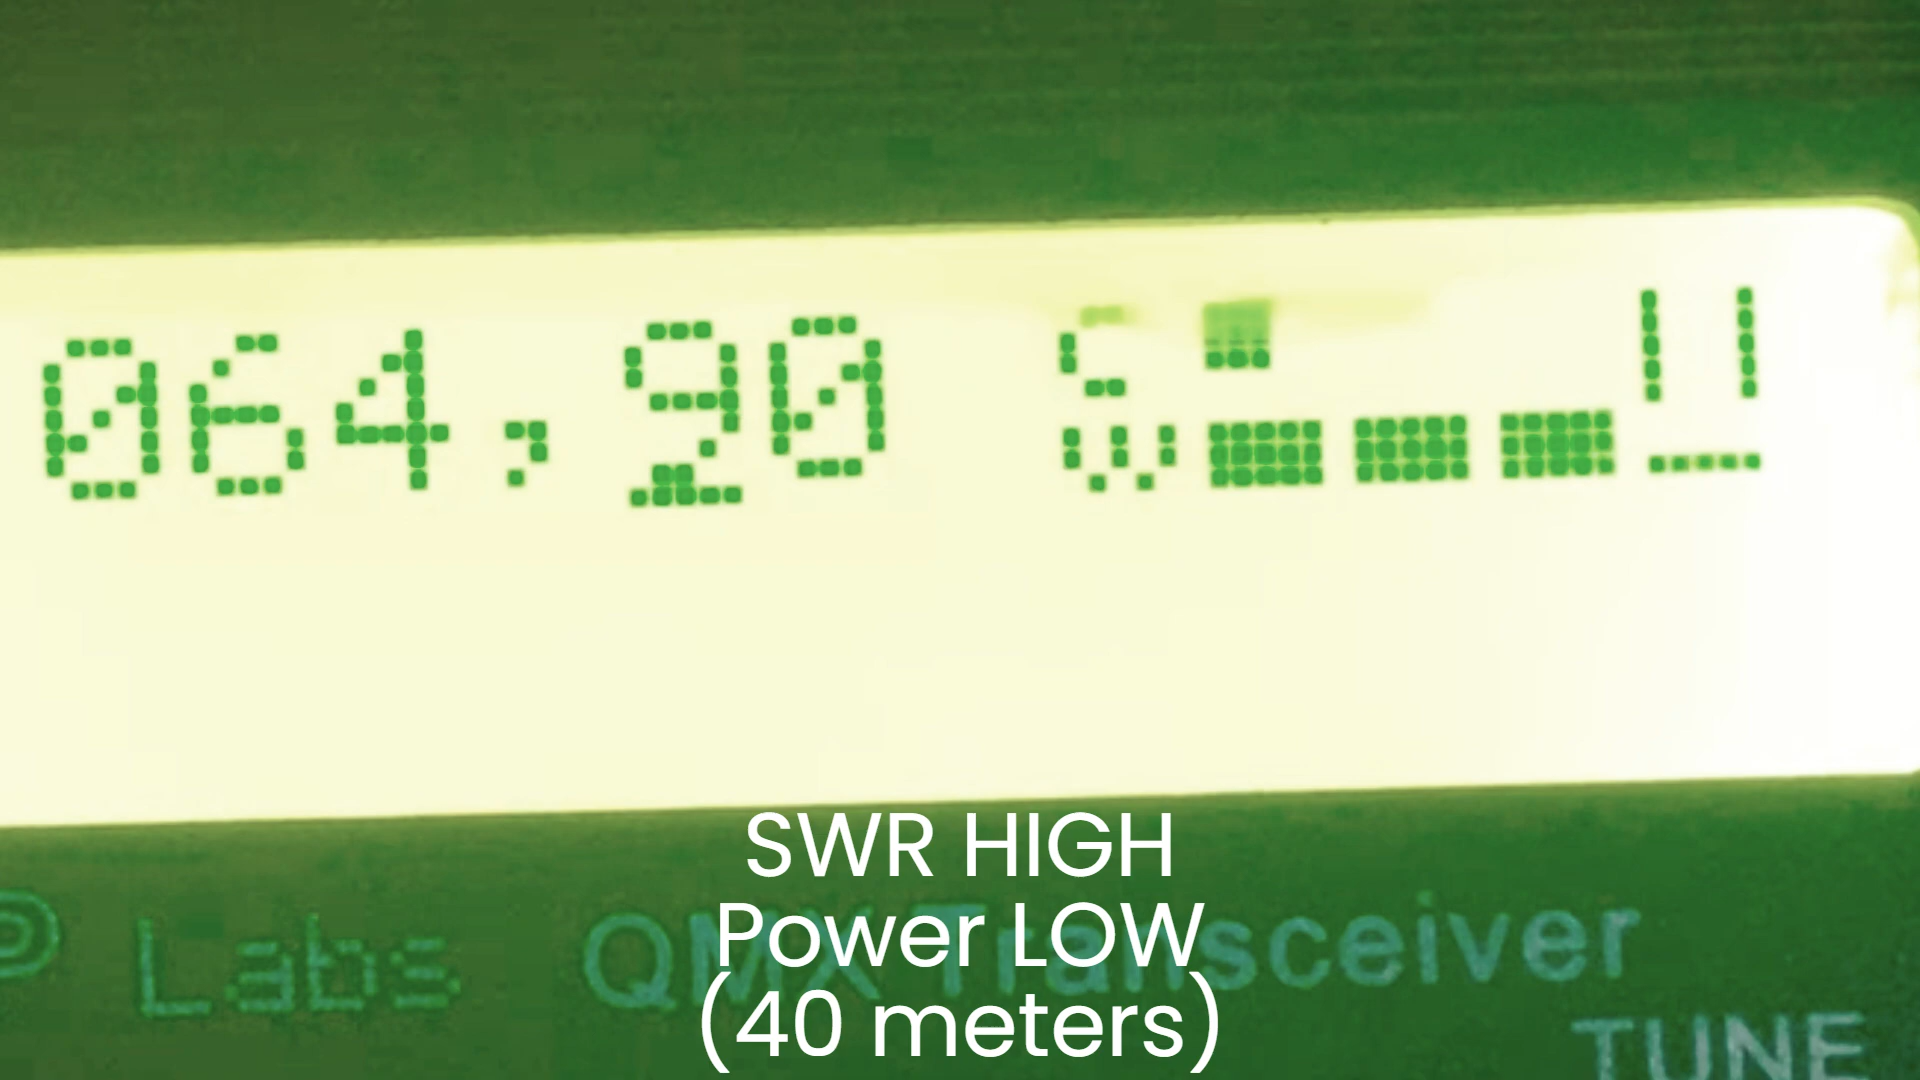 064,90 S
W
SWR HIGH
Power LOW
(40 meters)
Labs QMX Transceiver
TUNE